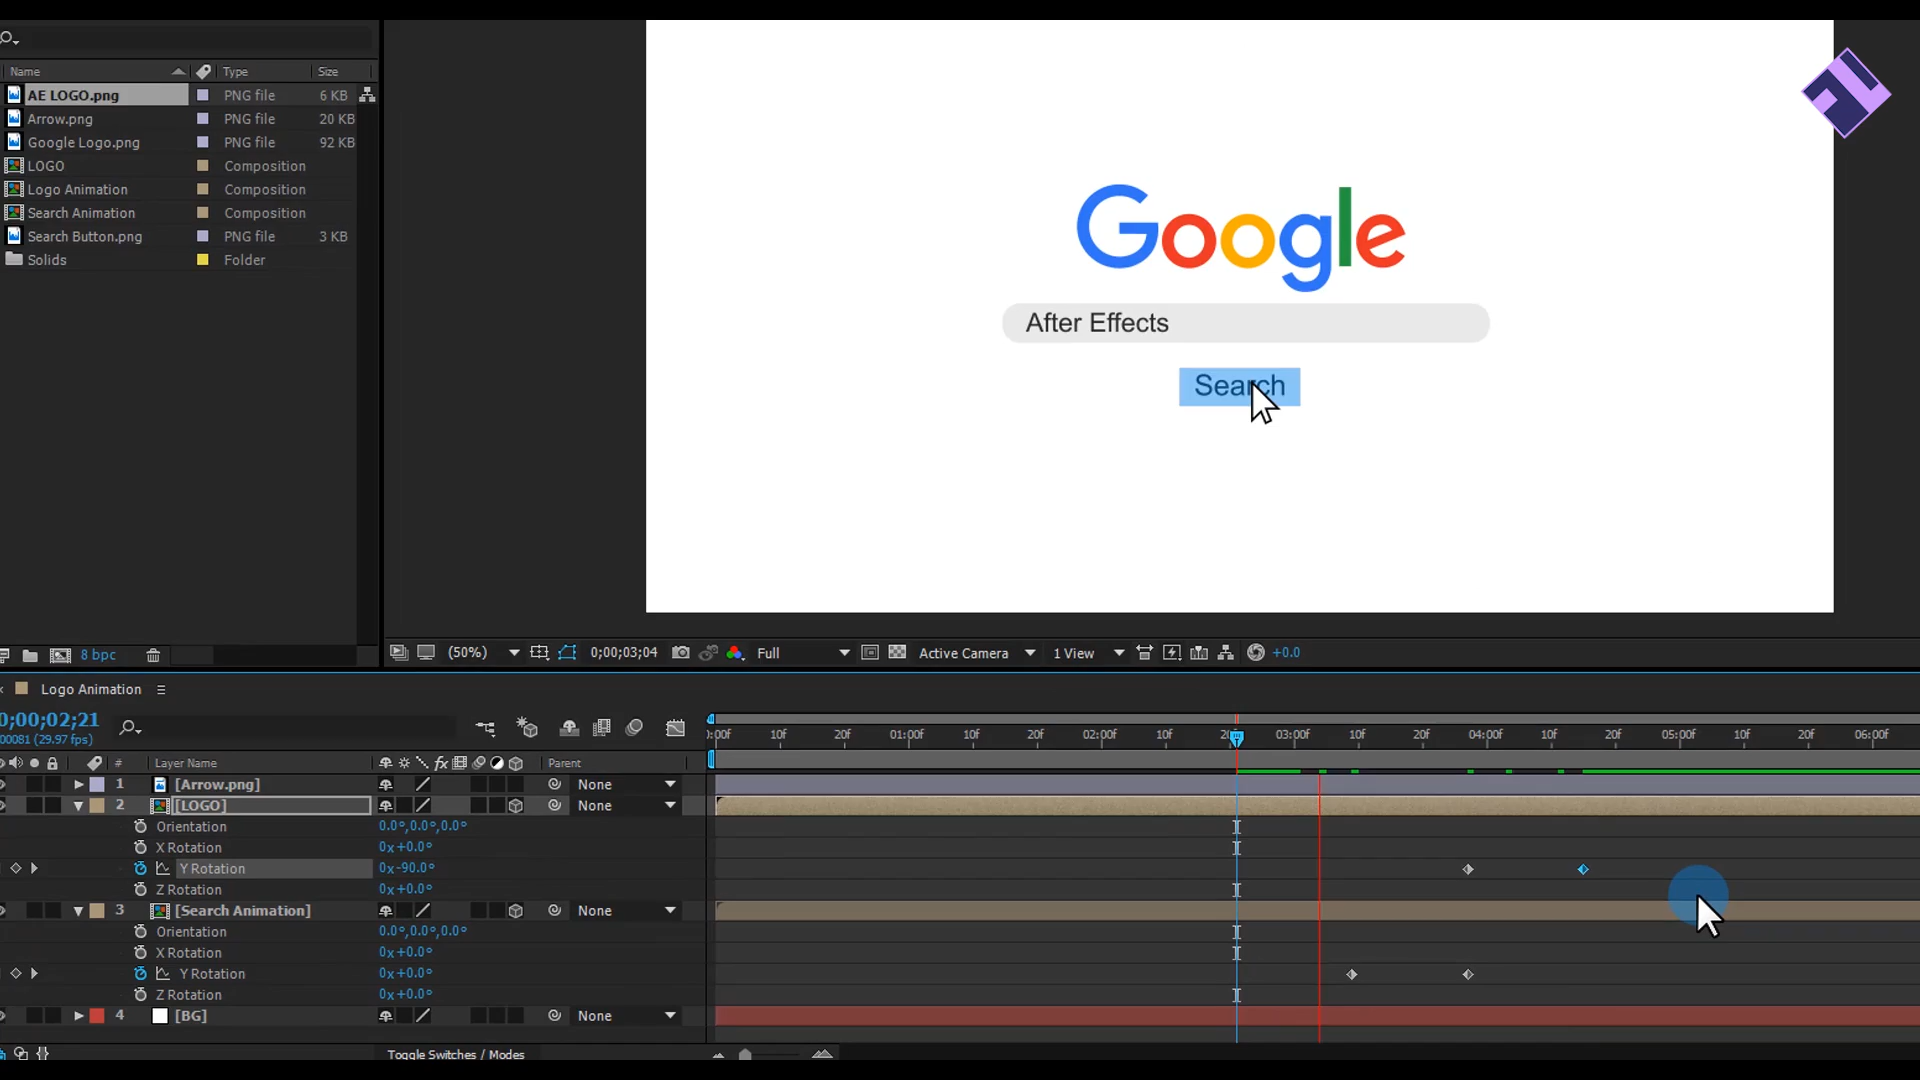 Name Type Size
AE LOGO.png PNG file 6 KB
Arrow.png PNG file 20 KB
Google Logo.png PNG file 92 KB
LOGO Composition
Logo Animation Composition
Search Animation Composition
Search Button.png PNG file 3 KB
Solids Folder
Google
After Effects
Search
8 bpc
(50%) 0;00;03;04 Full Active Camera 1 View +0.0
Logo Animation
0;00;02;21
00081 (29.97 fps)
:00f 10f 20f 01:00f 10f 20f 02:00f 10f 20f 03:00f 10f 20f 04:00f 10f 20f 05:00f 10f 20f 06:00f
# Layer Name fx Parent
1 [Arrow.png] None
2 [LOGO] None
Orientation 0.0°,0.0°,0.0°
X Rotation 0x+0.0°
Y Rotation 0x-90.0°
Z Rotation 0x+0.0°
3 [Search Animation] None
Orientation 0.0°,0.0°,0.0°
X Rotation 0x+0.0°
Y Rotation 0x+0.0°
Z Rotation 0x+0.0°
4 [BG] None
Toggle Switches / Modes